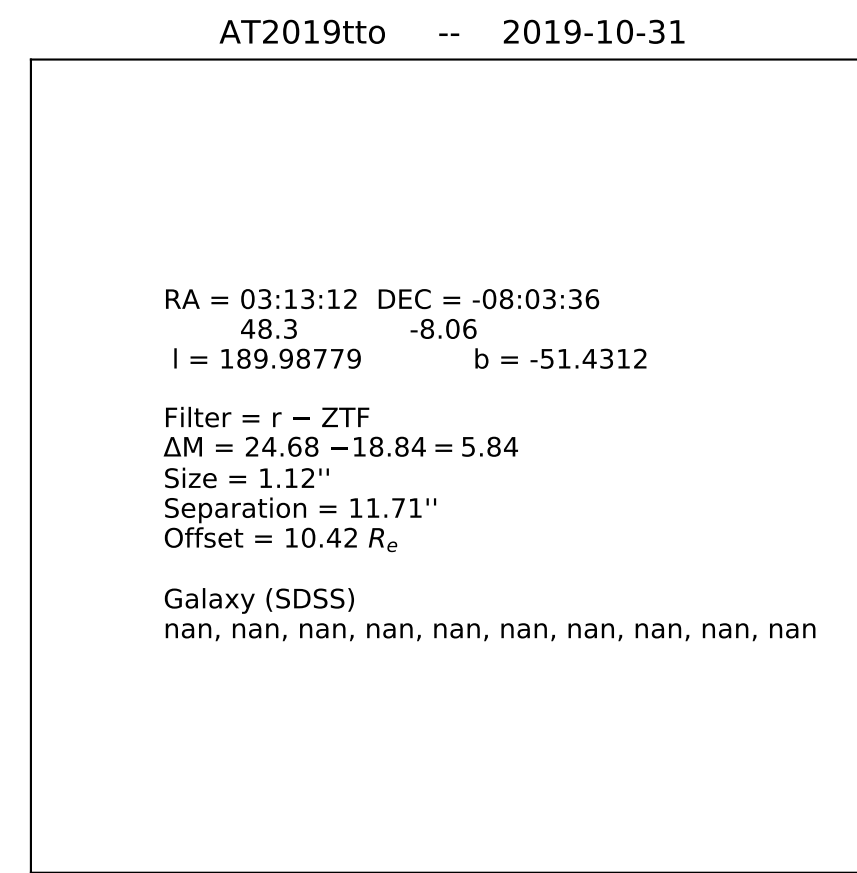 AT2019tto -- 2019-10-31
RA = 03:13:12 DEC = -08:03:36
48.3 -8.06
l = 189.98779 b = -51.4312
Filter = r − ZTF
ΔM = 24.68 −18.84 = 5.84
Size = 1.12''
Separation = 11.71''
Offset = 10.42 Re
Galaxy (SDSS)
nan, nan, nan, nan, nan, nan, nan, nan, nan, nan